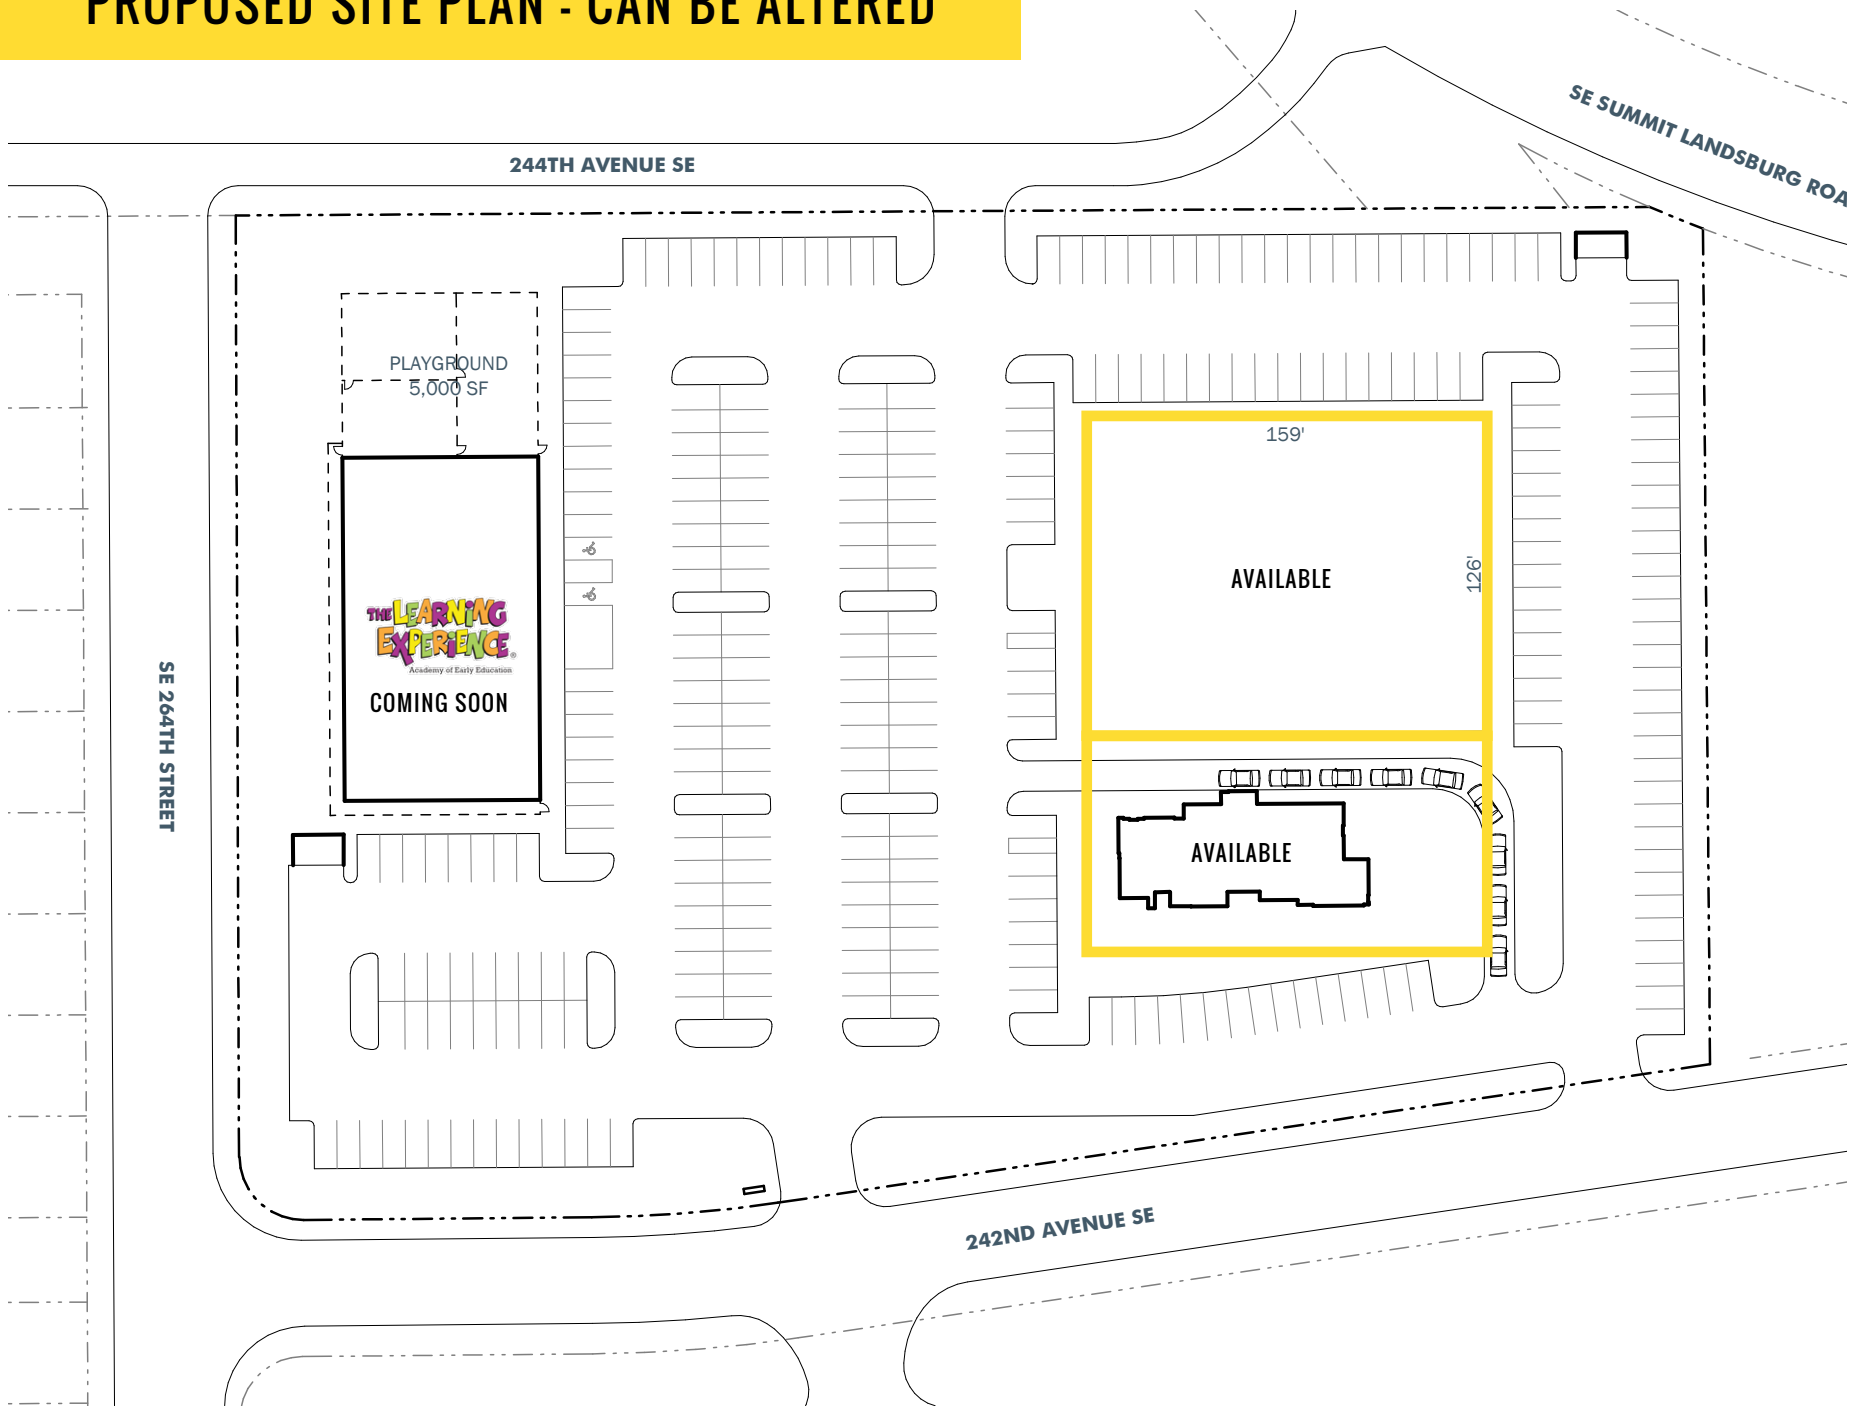 PROPOSED SITE PLAN - CAN BE ALTERED
SE SUMMIT LANDSBURG ROA
244TH AVENUE SE
PLAYGROUND
5,000 SF
159'
126'
AVAILABLE
THE LEARNING
EXPERIENCE®
Academy of Early Education
COMING SOON
SE 264TH STREET
AVAILABLE
242ND AVENUE SE